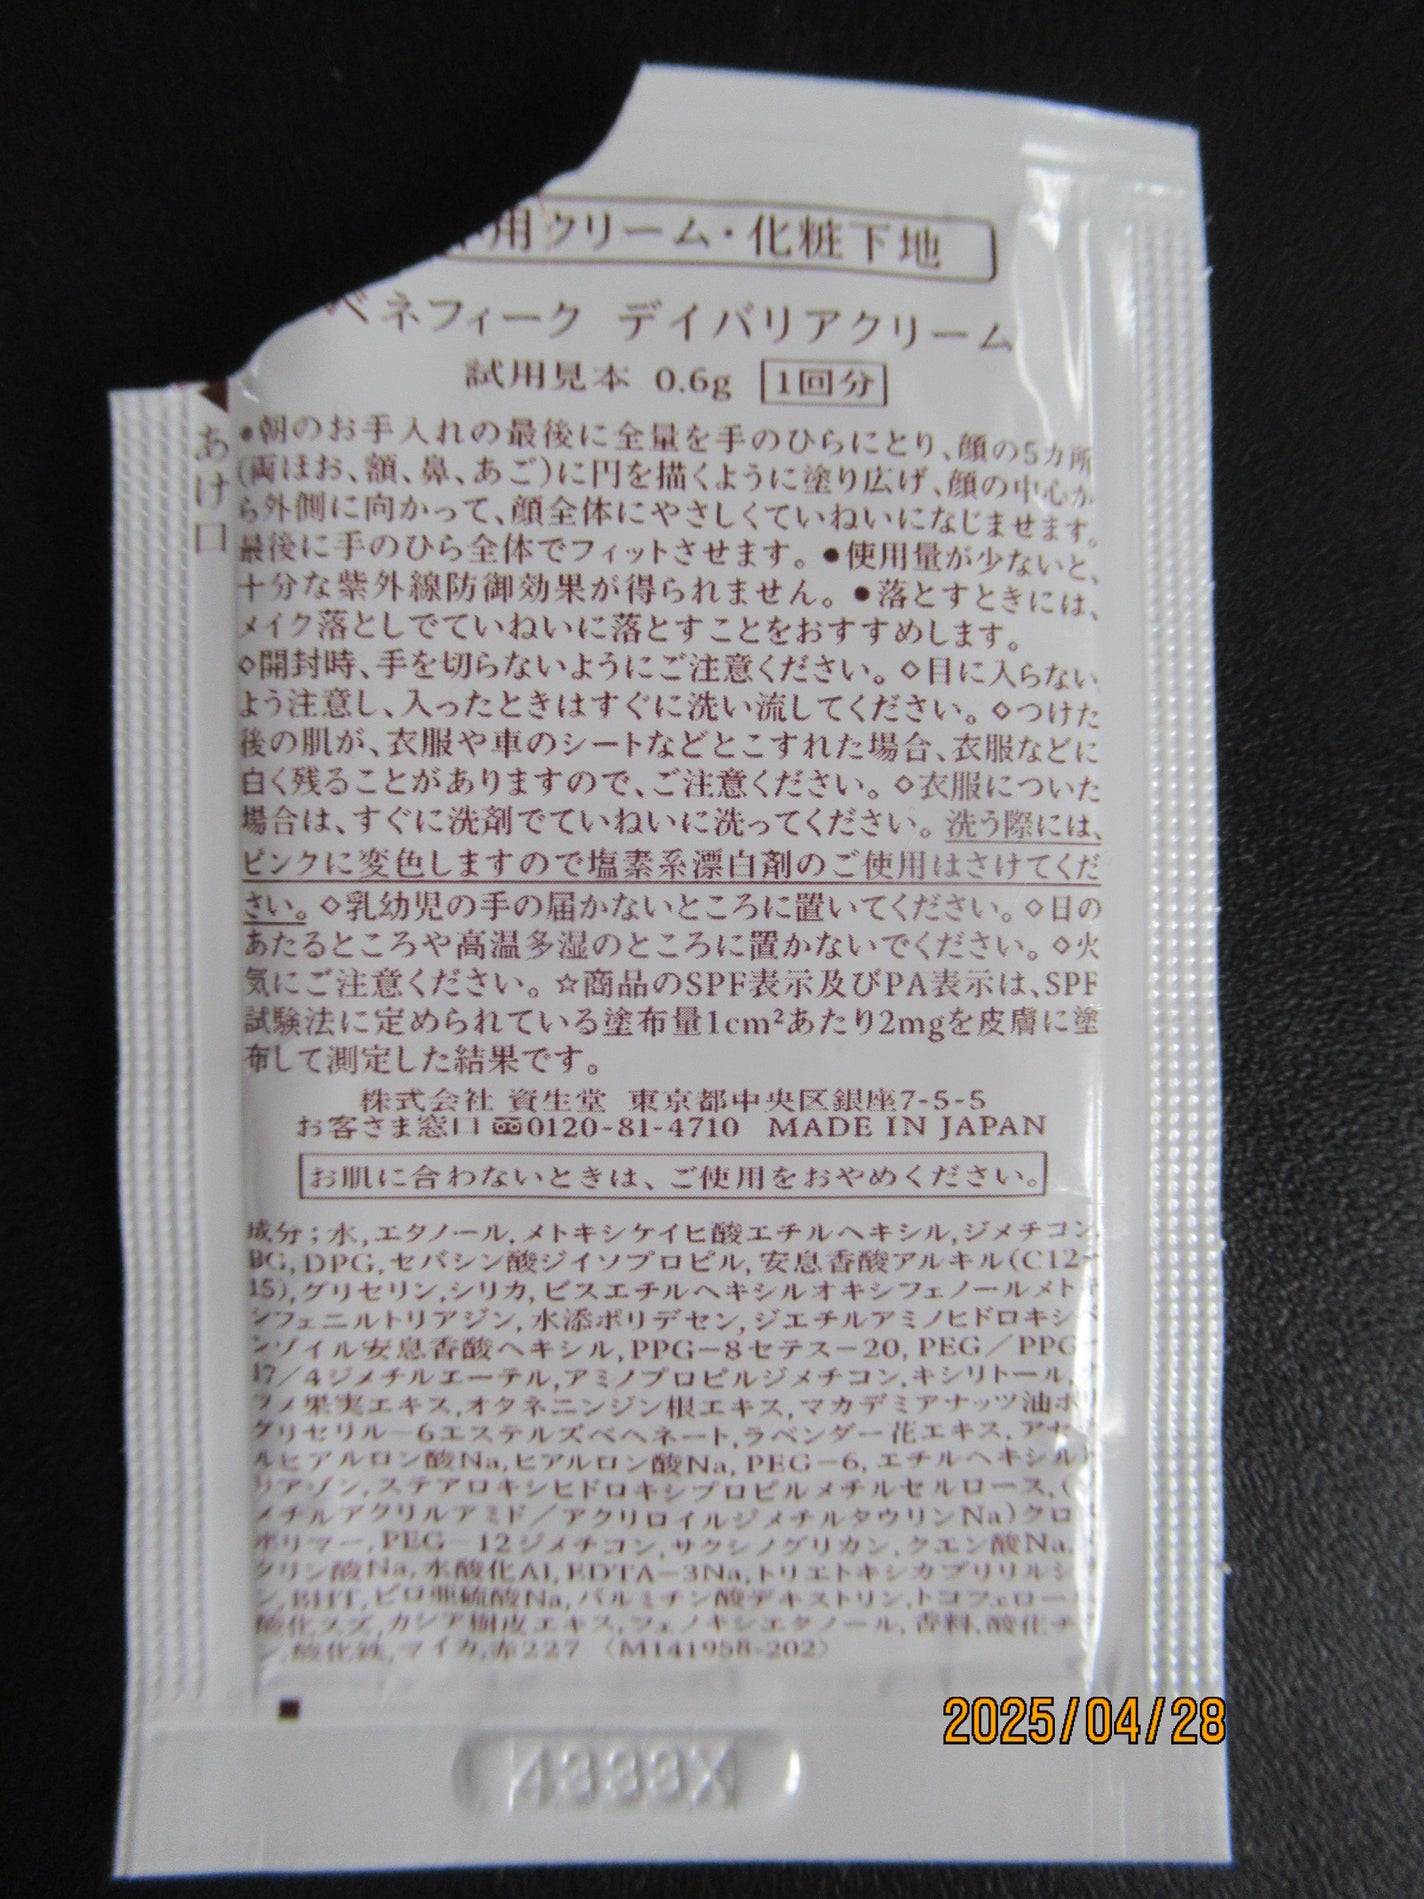 用クリーム・化粧下地
ベネフィーク デイバリアクリーム
試用見本 0.6g 1回分
あけ口
●朝のお手入れの最後に全量を手のひらにとり、顔の5カ所
(両ほお、額、鼻、あご)に円を描くように塗り広げ、顔の中心か
ら外側に向かって、顔全体にやさしくていねいになじませます。
最後に手のひら全体でフィットさせます。●使用量が少ないと、
十分な紫外線防御効果が得られません。●落とすときには、
メイク落としでていねいに落とすことをおすすめします。
◇開封時、手を切らないようにご注意ください。◇目に入らない
よう注意し、入ったときはすぐに洗い流してください。◇つけた
後の肌が、衣服や車のシートなどとこすれた場合、衣服などに
白く残ることがありますので、ご注意ください。◇衣服についた
場合は、すぐに洗剤でていねいに洗ってください。洗う際には、
ピンクに変色しますので塩素系漂白剤のご使用はさけてくだ
さい。◇乳幼児の手の届かないところに置いてください。◇日の
あたるところや高温多湿のところに置かないでください。◇火
気にご注意ください。☆商品のSPF表示及びPA表示は、SPF
試験法に定められている塗布量1cm²あたり2mgを皮膚に塗
布して測定した結果です。
株式会社 資生堂 東京都中央区銀座7-5-5
お客さま窓口 0120-81-4710 MADE IN JAPAN
お肌に合わないときは、ご使用をおやめください。
成分;水,エタノール,メトキシケイヒ酸エチルヘキシル,ジメチコン,
BG,DPG,セバシン酸ジイソプロピル,安息香酸アルキル(C12-
15),グリセリン,シリカ,ビスエチルヘキシルオキシフェノールメトキ
シフェニルトリアジン,水添ポリデセン,ジエチルアミノヒドロキシベ
ンゾイル安息香酸ヘキシル,PPG-8セテス-20,PEG/PPG-
17/4ジメチルエーテル,アミノプロピルジメチコン,キシリトール,
ウメ果実エキス,オタネニンジン根エキス,マカデミアナッツ油ポリ
グリセリル-6エステルズベヘネート,ラベンダー花エキス,アセ
ルヒアルロン酸Na,ヒアルロン酸Na,PEG-6,エチルヘキシルト
リアゾン,ステアロキシヒドロキシプロピルメチルセルロース,(
メチルアクリルアミド/アクリロイルジメチルタウリンNa)クロ
ポリマー,PEG-12ジメチコン,サクシノグリカン,クエン酸Na,
タリン酸Na,水酸化Al,EDTA-3Na,トリエトキシカプリリルシ
ン,BHT,ピロ亜硫酸Na,パルミチン酸デキストリン,トコフェロー
酸化スズ,カシア樹皮エキス,フェノキシエタノール,香料,酸化チ
ン,酸化鉄,マイカ,赤227 〈M141958-202〉
4333X
2025/04/28